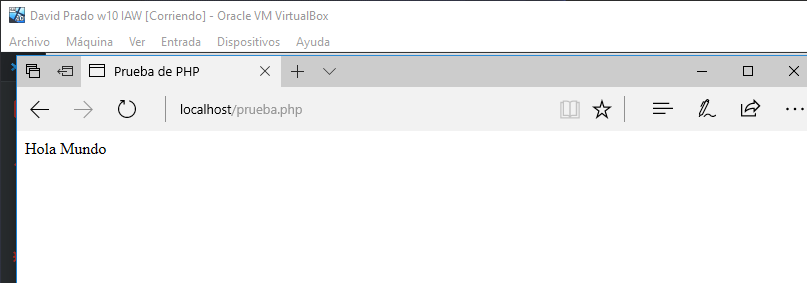 David Prado w10 IAW [Corriendo] - Oracle VM VirtualBox
Archivo Máquina Ver Entrada Dispositivos Ayuda
Prueba de PHP
localhost/prueba.php
Hola Mundo